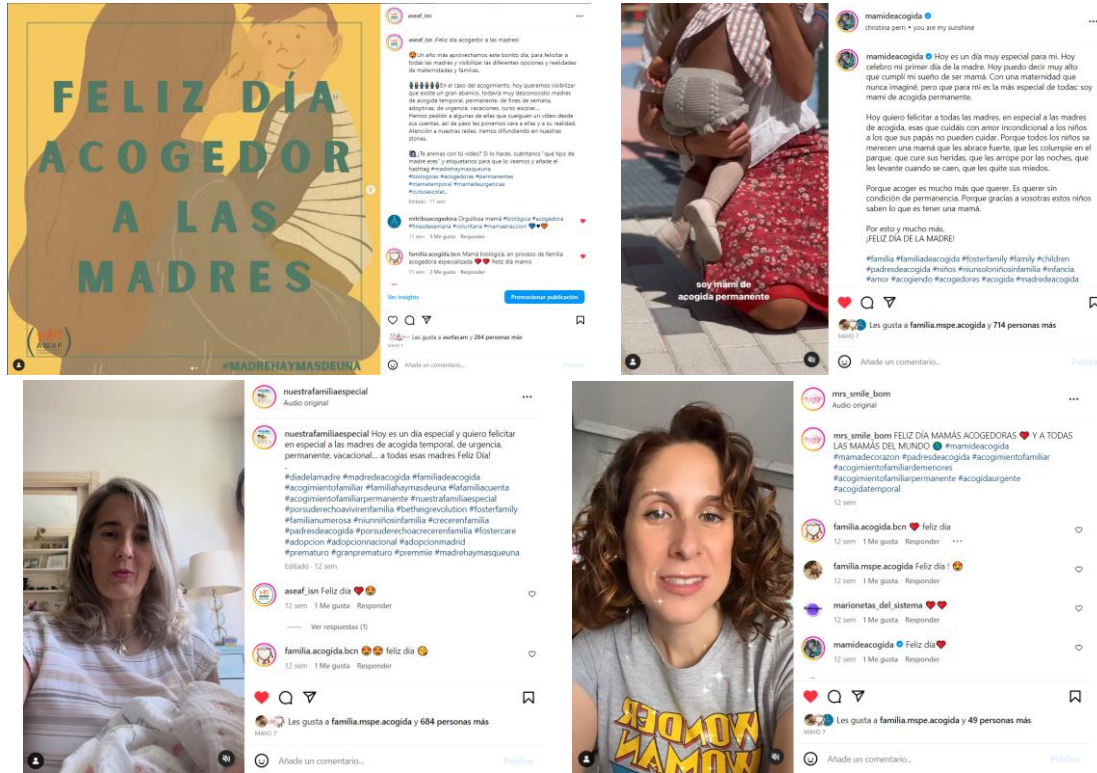 FELIZ DÍA
ACOGEDOR
A LAS
MADRES
ASEAF
#MADREHAYMASDEUNA
aseaf_isn
aseaf_isn ¡Feliz día acogedor a las madres!
😍Un año más aprovechamos este bonito día, para felicitar a
todas las madres y visibilizar las diferentes opciones y realidades
de maternidades y familias.
En el caso del acogimiento, hoy queremos visibilizar
que existe un gran abanico, todavía muy desconocido: madres
de acogida temporal, permanente, de fines de semana,
adoptivas, de urgencia, vacaciones, curso escolar...
Hemos pedido a algunas de ellas que cuelguen un vídeo desde
sus cuentas, así de paso les ponemos cara a ellas y a su realidad.
Atención a nuestras redes, iremos difundiendo en nuestras
stories.
¿Te animas con tú vídeo? Si lo haces, cuéntanos "qué tipo de
madre eres" y etiquetanos para que lo veamos y añade el
hashtag #madrehaymasqueuna
#biologicas #acogedoras #permanentes
#mamatemporal #mamadeurgencias
#cursoescolar...
Editado · 11 sem
mitribuacogedora Orgultosa mamá #biológica #acogedora
#finesdesemana #voluntaria #mamaenaccion
11 sem 5 Me gusta Responder
familia.acogida.bcn Mamá biológica, en proceso de familia
acogedora especializada ❤❤ Feliz día mamis
11 sem 2 Me gusta Responder
Ver insights
Promocionar publicación
Les gusta a asofacam y 294 personas más
MAYO 7
Añade un comentario...
Publicar
soy mami de
acogida permanente
mamideacogida
christina perri • you are my sunshine
mamideacogida Hoy es un día muy especial para mi. Hoy
celebro mi primer día de la madre. Hoy puedo decir muy alto
que cumplí mi sueño de ser mamá. Con una maternidad que
nunca imaginé, pero que para mi es la más especial de todas: soy
mami de acogida permanente.
Hoy quiero felicitar a todas las madres, en especial a las madres
de acogida, esas que cuidáis con amor incondicional a los niños
a los que sus papás no pueden cuidar. Porque todos los niños se
merecen una mamá que les abrace fuerte, que les columpie en el
parque, que cure sus heridas, que les arrope por las noches, que
les levante cuando se caen, que les quite sus miedos.
Porque acoger es mucho más que querer. Es querer sin
condición de permanencia. Porque gracias a vosotras estos niños
saben lo que es tener una mamá.
Por esto y mucho más.
¡FELIZ DÍA DE LA MADRE!
#familia #familiadeacogida #fosterfamily #family #children
#padresdeacogida #niños #niunsoloniñosinfamilia #infancia
#amor #acogiendo #acogedores #acogida #madredeacogida
Les gusta a familia.mspe.acogida y 714 personas más
MAYO 7
Añade un comentario...
Publicar
nuestrafamiliaespecial
Audio original
nuestrafamiliaespecial Hoy es un día especial y quiero felicitar
en especial a las madres de acogida temporal, de urgencia,
permanente, vacacional... a todas esas madres Feliz Día!
.
#diadelamadre #madredeacogida #familiadeacogida
#acogimientofamiliar #familiahaymasdeuna #lafamiliacuenta
#acogimientofamiliarpermanente #nuestrafamiliaespecial
#porsuderechoavivirenfamilia #betheigrevolution #fosterfamily
#familianumerosa #niunniñosinfamilia #crecerenfamilia
#padresdeacogida #porsuderechoacrecerenfamilia #fostercare
#adopcion #adopcionnacional #adopcionmadrid
#prematuro #granprematuro #premmie #madrehaymasqueuna
Editado · 12 sem
aseaf_isn Feliz día ❤😍
12 sem 1 Me gusta Responder
Ver respuestas (1)
familia.acogida.bcn 😍😍 feliz día 😋
12 sem 1 Me gusta Responder
Les gusta a familia.mspe.acogida y 684 personas más
MAYO 7
Añade un comentario...
Publicar
WONDER
WOMAN
mrs_smile_bom
Audio original
mrs_smile_bom FELIZ DÍA MAMÁS ACOGEDORAS ❤ Y A TODAS
LAS MAMÁS DEL MUNDO 🌍 #mamideacogida
#mamadecorazon #padresdeacogida #acogimientofamiliar
#acogimientofamiliardemenores
#acogimientofamiliarpermanente #acogidaurgente
#acogidatemporal
12 sem
familia.acogida.bcn ❤ feliz día
12 sem 1 Me gusta Responder ...
familia.mspe.acogida Feliz día ! 😍
12 sem 1 Me gusta Responder
marionetas_del_sistema ❤❤
12 sem 1 Me gusta Responder
mamideacogida Feliz día❤
12 sem 1 Me gusta Responder
Les gusta a familia.mspe.acogida y 49 personas más
MAYO 7
Añade un comentario...
Publicar